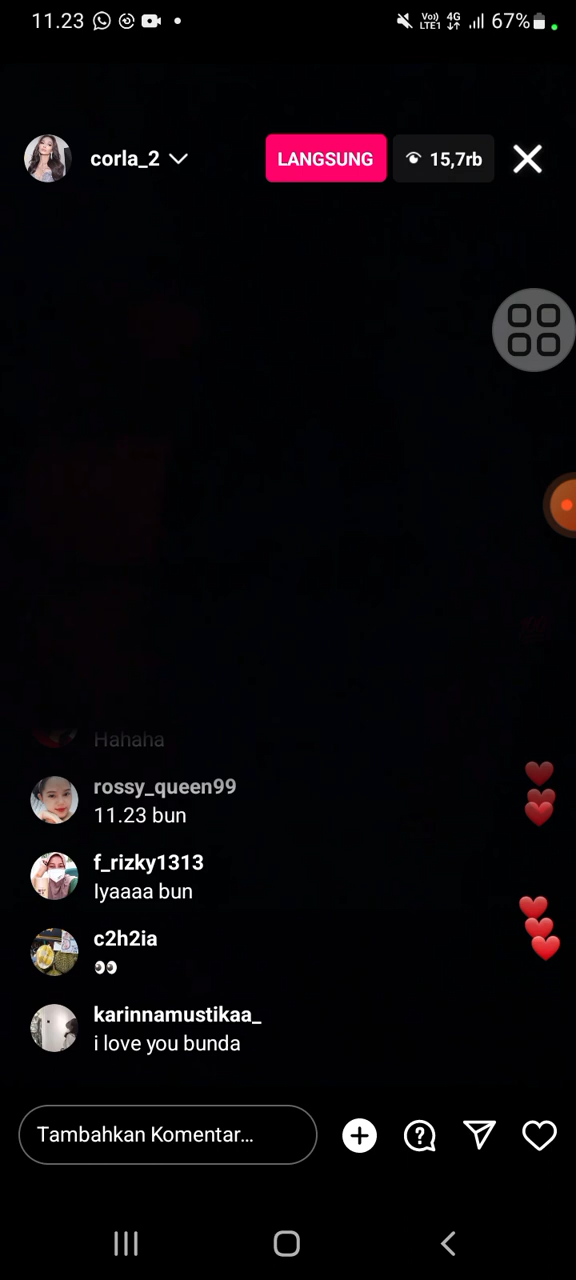 11.23
Vo)) 4G 67%
LTE1
corla_2
LANGSUNG
15,7rb
Hahaha
rossy_queen99
11.23 bun
f_rizky1313
Iyaaaa bun
c2h2ia
👀
karinnamustikaa_
i love you bunda
Tambahkan Komentar...